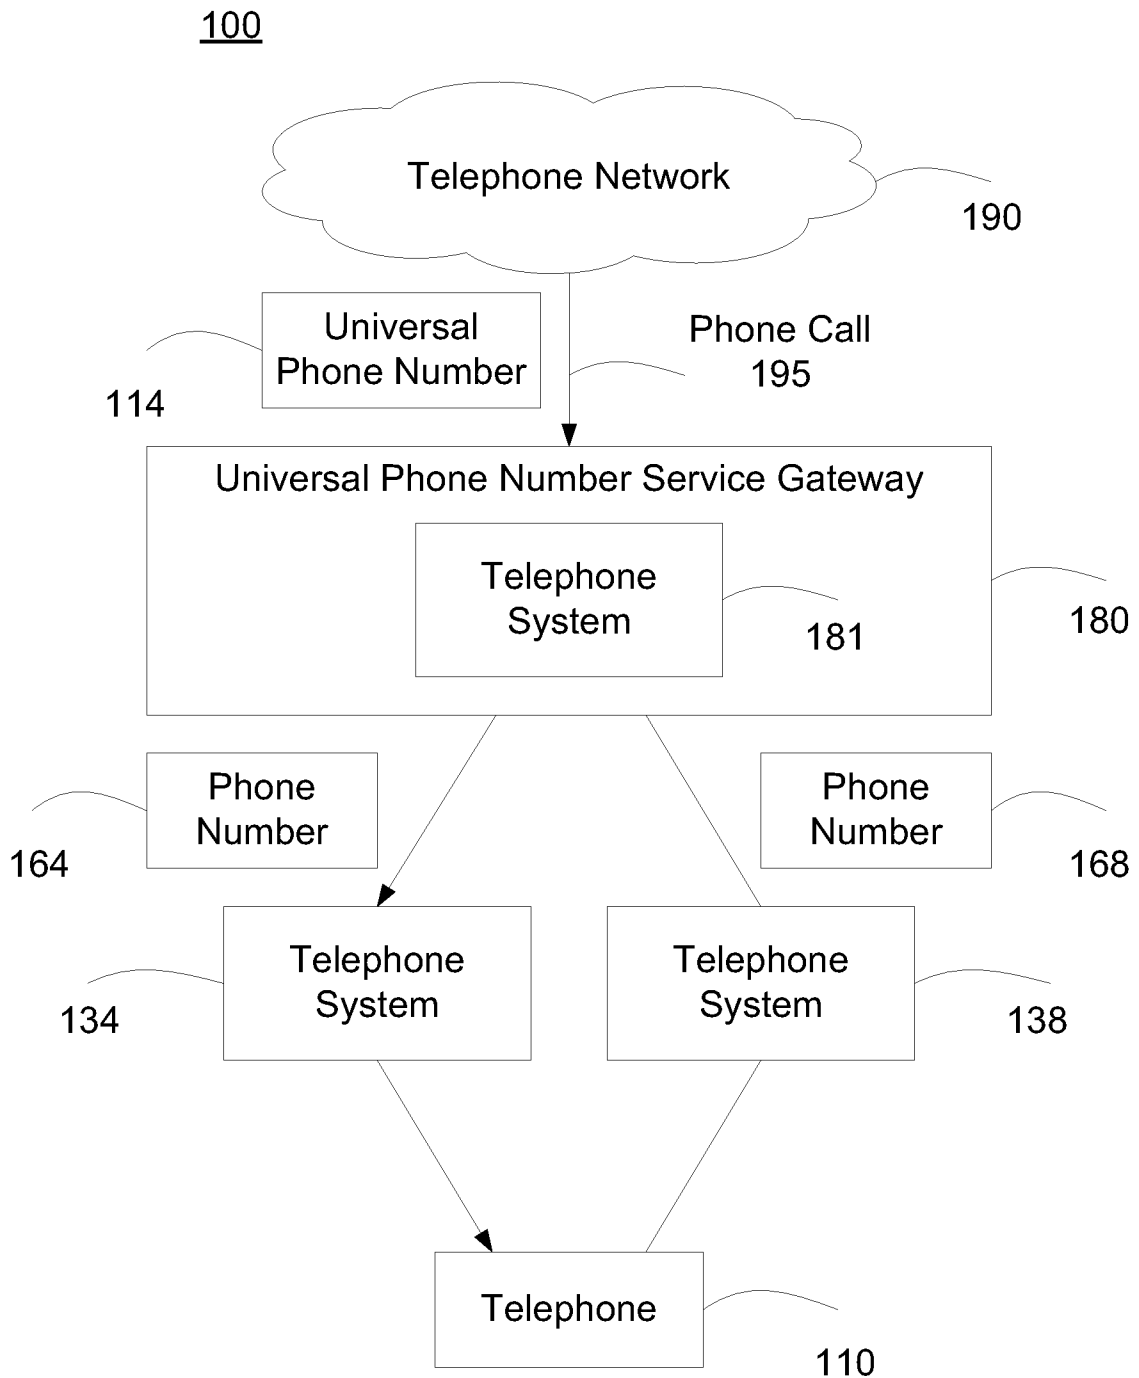 100
Telephone Network
190
Universal
Phone Number
114
Phone Call
195
Universal Phone Number Service Gateway
Telephone
System
181
180
Phone
Number
164
Phone
Number
168
Telephone
System
134
Telephone
System
138
Telephone
110